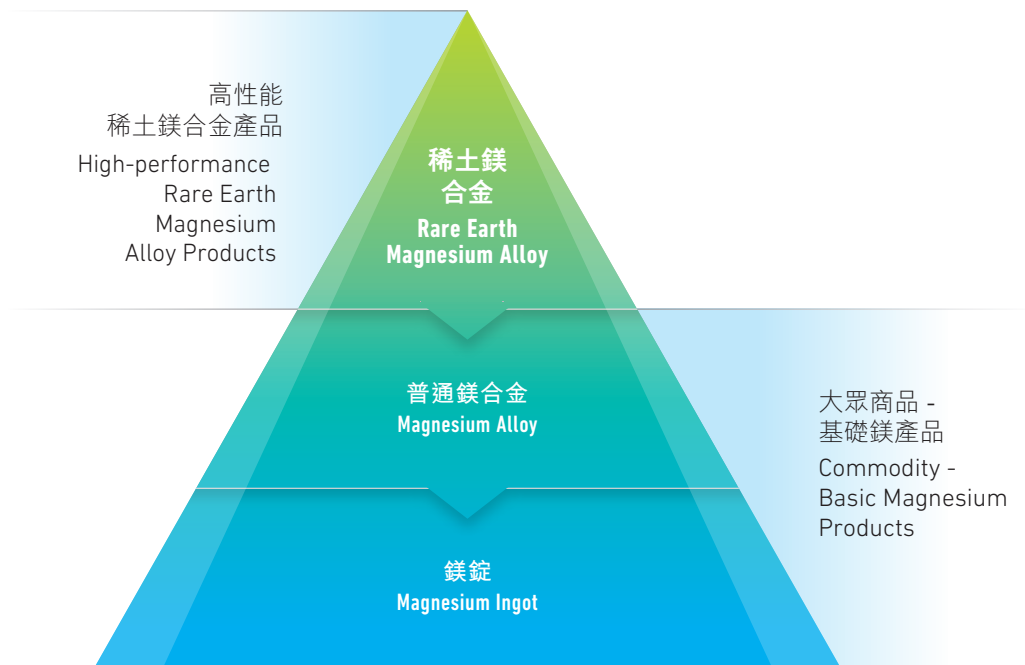 高性能
稀土鎂合金產品
High-performance
Rare Earth
Magnesium
Alloy Products
稀土鎂
合金
Rare Earth
Magnesium Alloy
普通鎂合金
Magnesium Alloy
大眾商品 -
基礎鎂產品
Commodity -
Basic Magnesium
Products
鎂錠
Magnesium Ingot